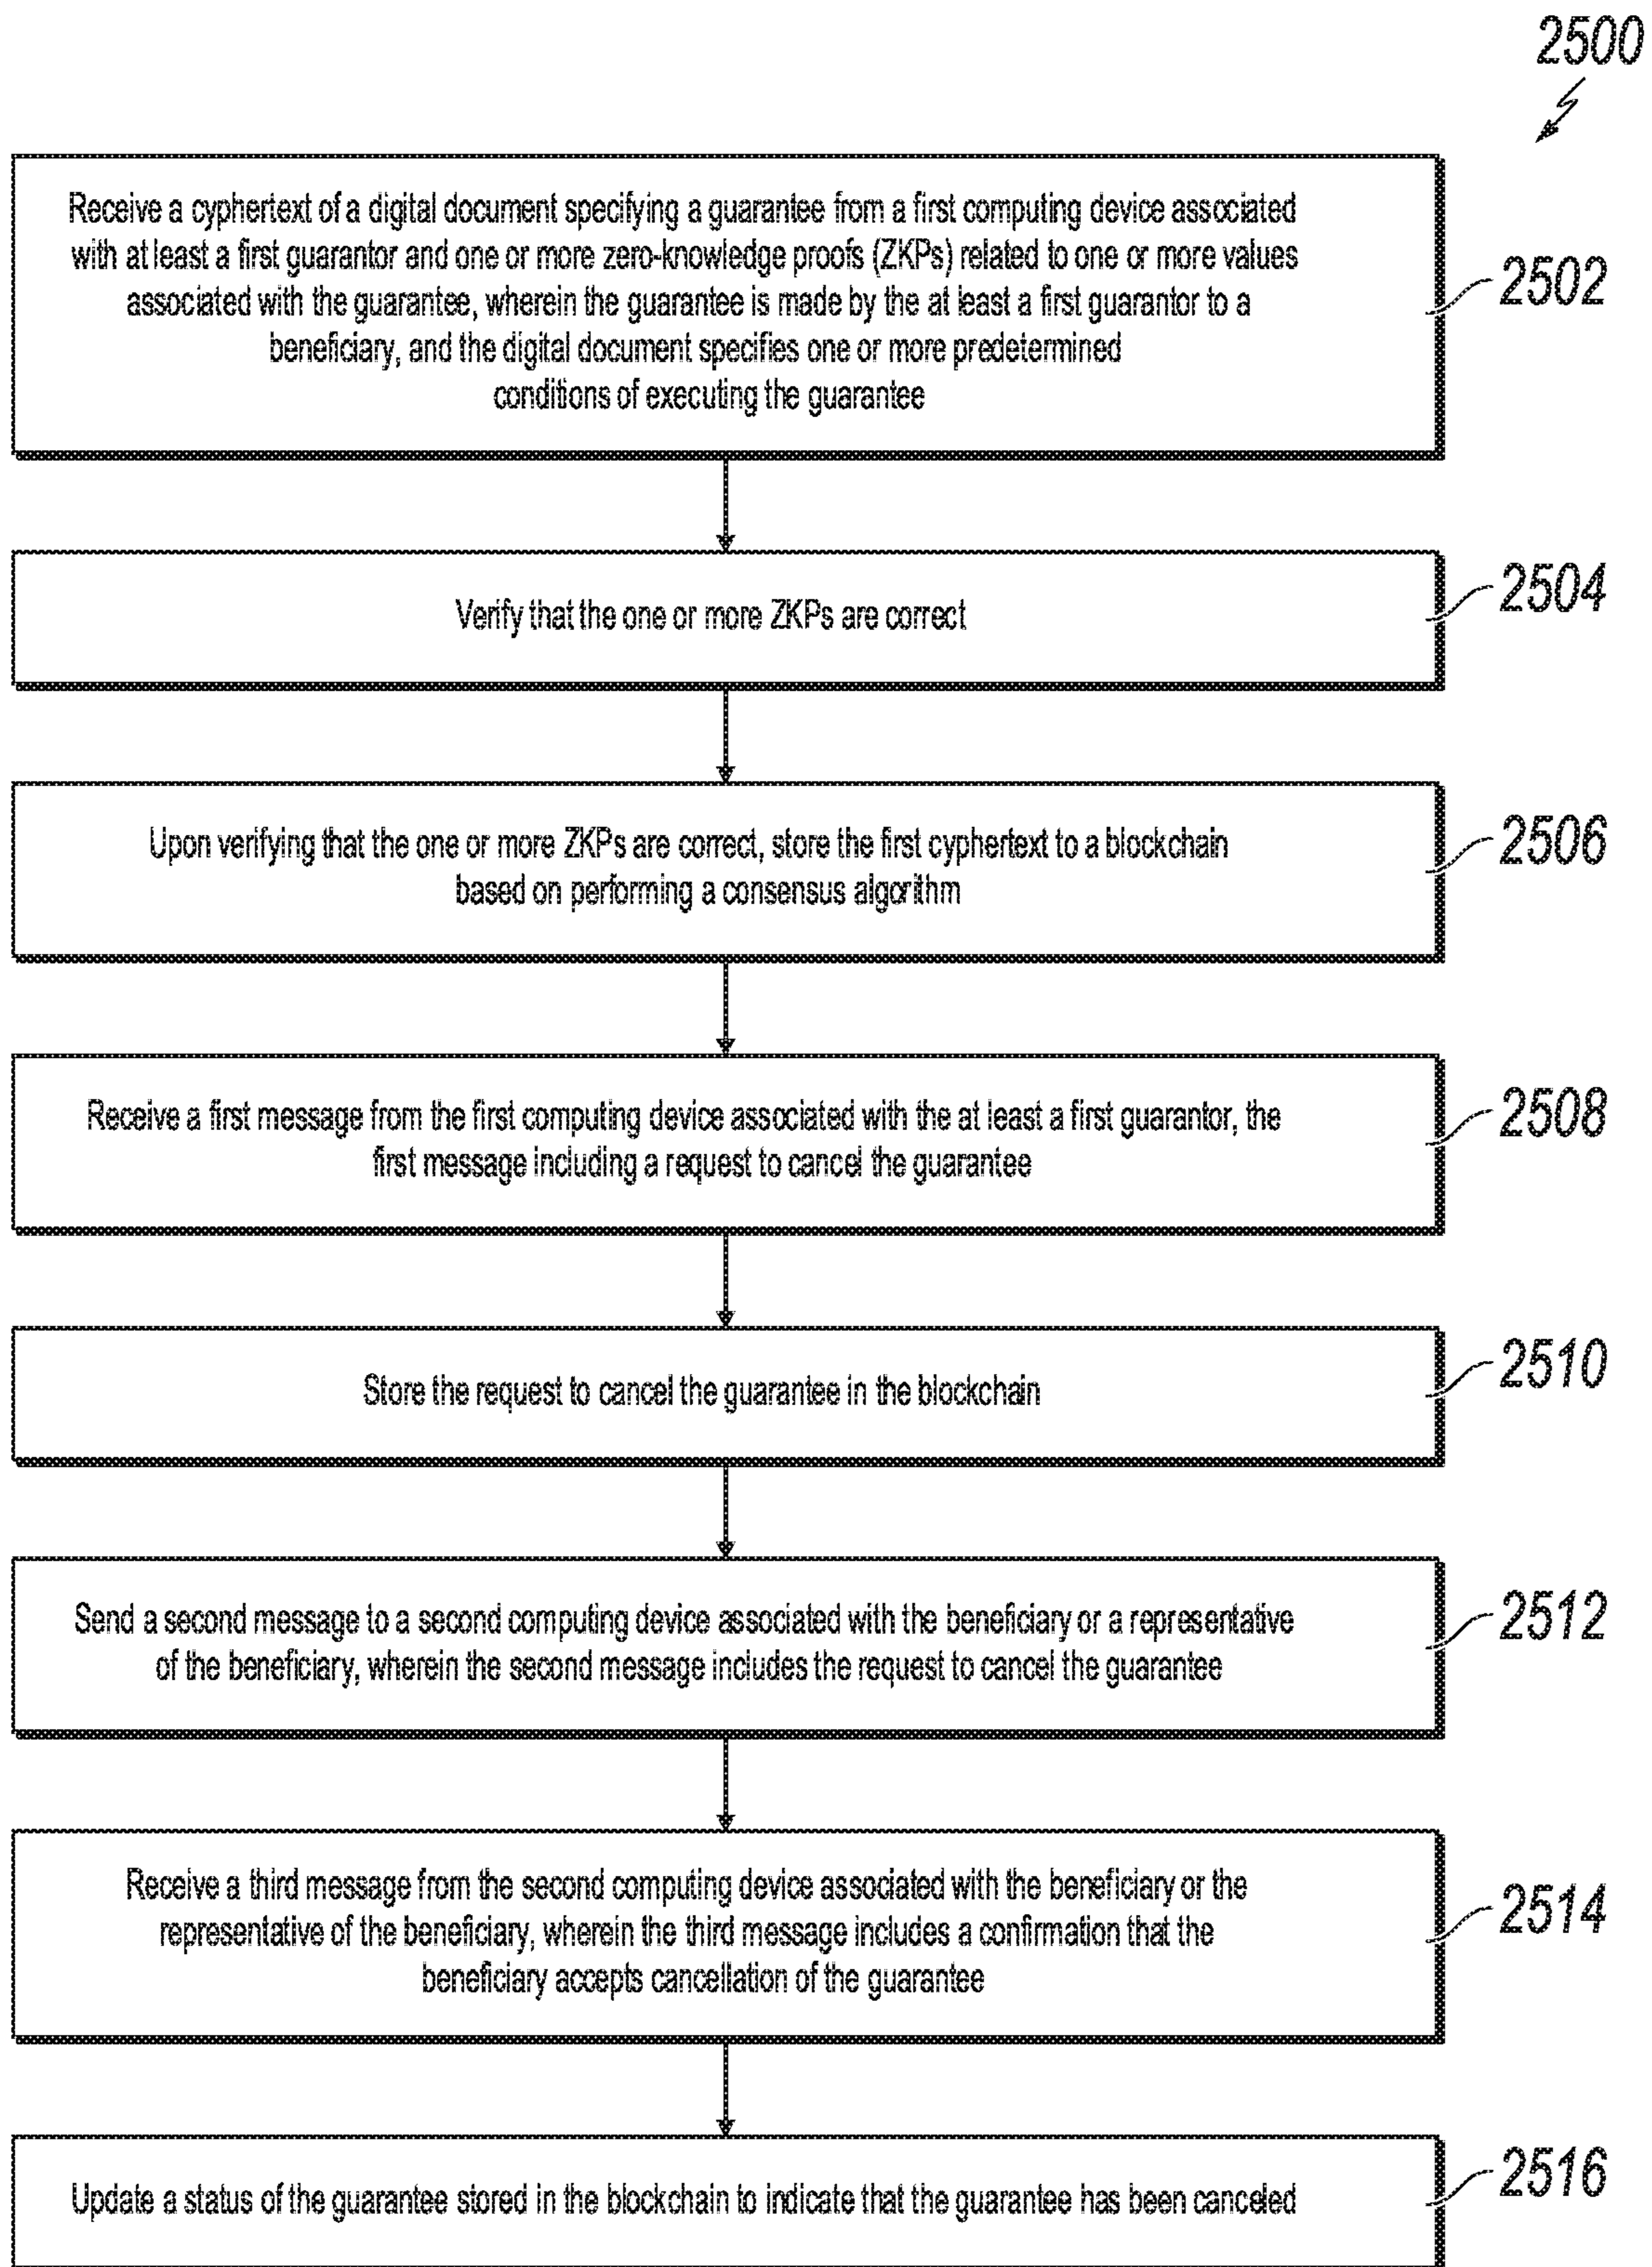 2500
Receive a cyphertext of a digital document specifying a guarantee from a first computing device associated
with at least a first guarantor and one or more zero-knowledge proofs (ZKPs) related to one or more values
associated with the guarantee, wherein the guarantee is made by the at least a first guarantor to a
beneficiary, and the digital document specifies one or more predetermined
conditions of executing the guarantee
2502
Verify that the one or more ZKPs are correct
2504
Upon verifying that the one or more ZKPs are correct, store the first cyphertext to a blockchain
based on performing a consensus algorithm
2506
Receive a first message from the first computing device associated with the at least a first guarantor, the
first message including a request to cancel the guarantee
2508
Store the request to cancel the guarantee in the blockchain
2510
Send a second message to a second computing device associated with the beneficiary or a representative
of the beneficiary, wherein the second message includes the request to cancel the guarantee
2512
Receive a third message from the second computing device associated with the beneficiary or the
representative of the beneficiary, wherein the third message includes a confirmation that the
beneficiary accepts cancellation of the guarantee
2514
Update a status of the guarantee stored in the blockchain to indicate that the guarantee has been canceled
2516